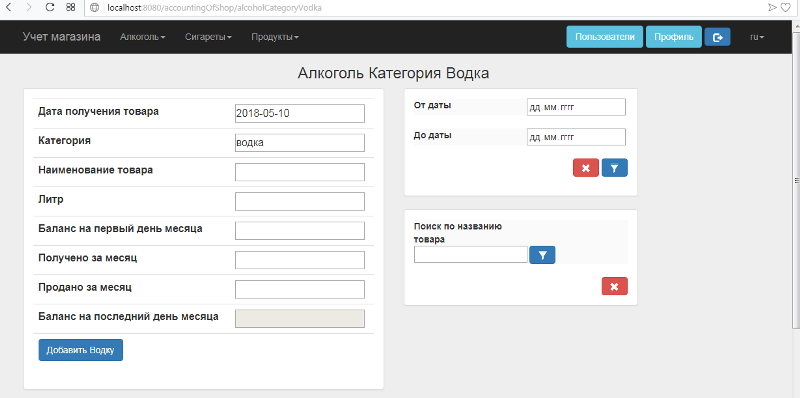 localhost:8080/accountingOfShop/alcoholCategoryVodka
Учет магазина Алкоголь Сигареты Продукты Пользователи Профиль ru
Алкоголь Категория Водка
Дата получения товара 2018-05-10
Категория водка
Наименование товара
Литр
Баланс на первый день месяца
Получено за месяц
Продано за месяц
Баланс на последний день месяца
Добавить Водку
От даты дд.мм.гггг
До даты дд.мм.гггг
Поиск по названию
товара